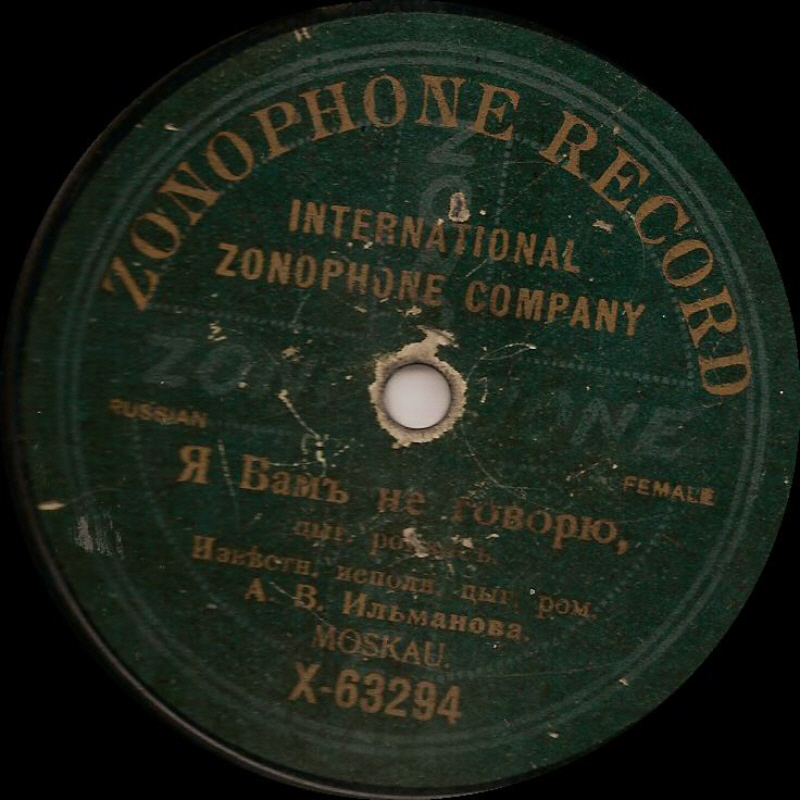 ZONOPHONE RECORD
INTERNATIONAL
ZONOPHONE COMPANY
RUSSIAN
FEMALE
Я Вамъ не говорю,
цыг. романсъ.
Извѣстн. исполн. цыг. ром.
А. В. Ильманова.
MOSKAU.
X-63294